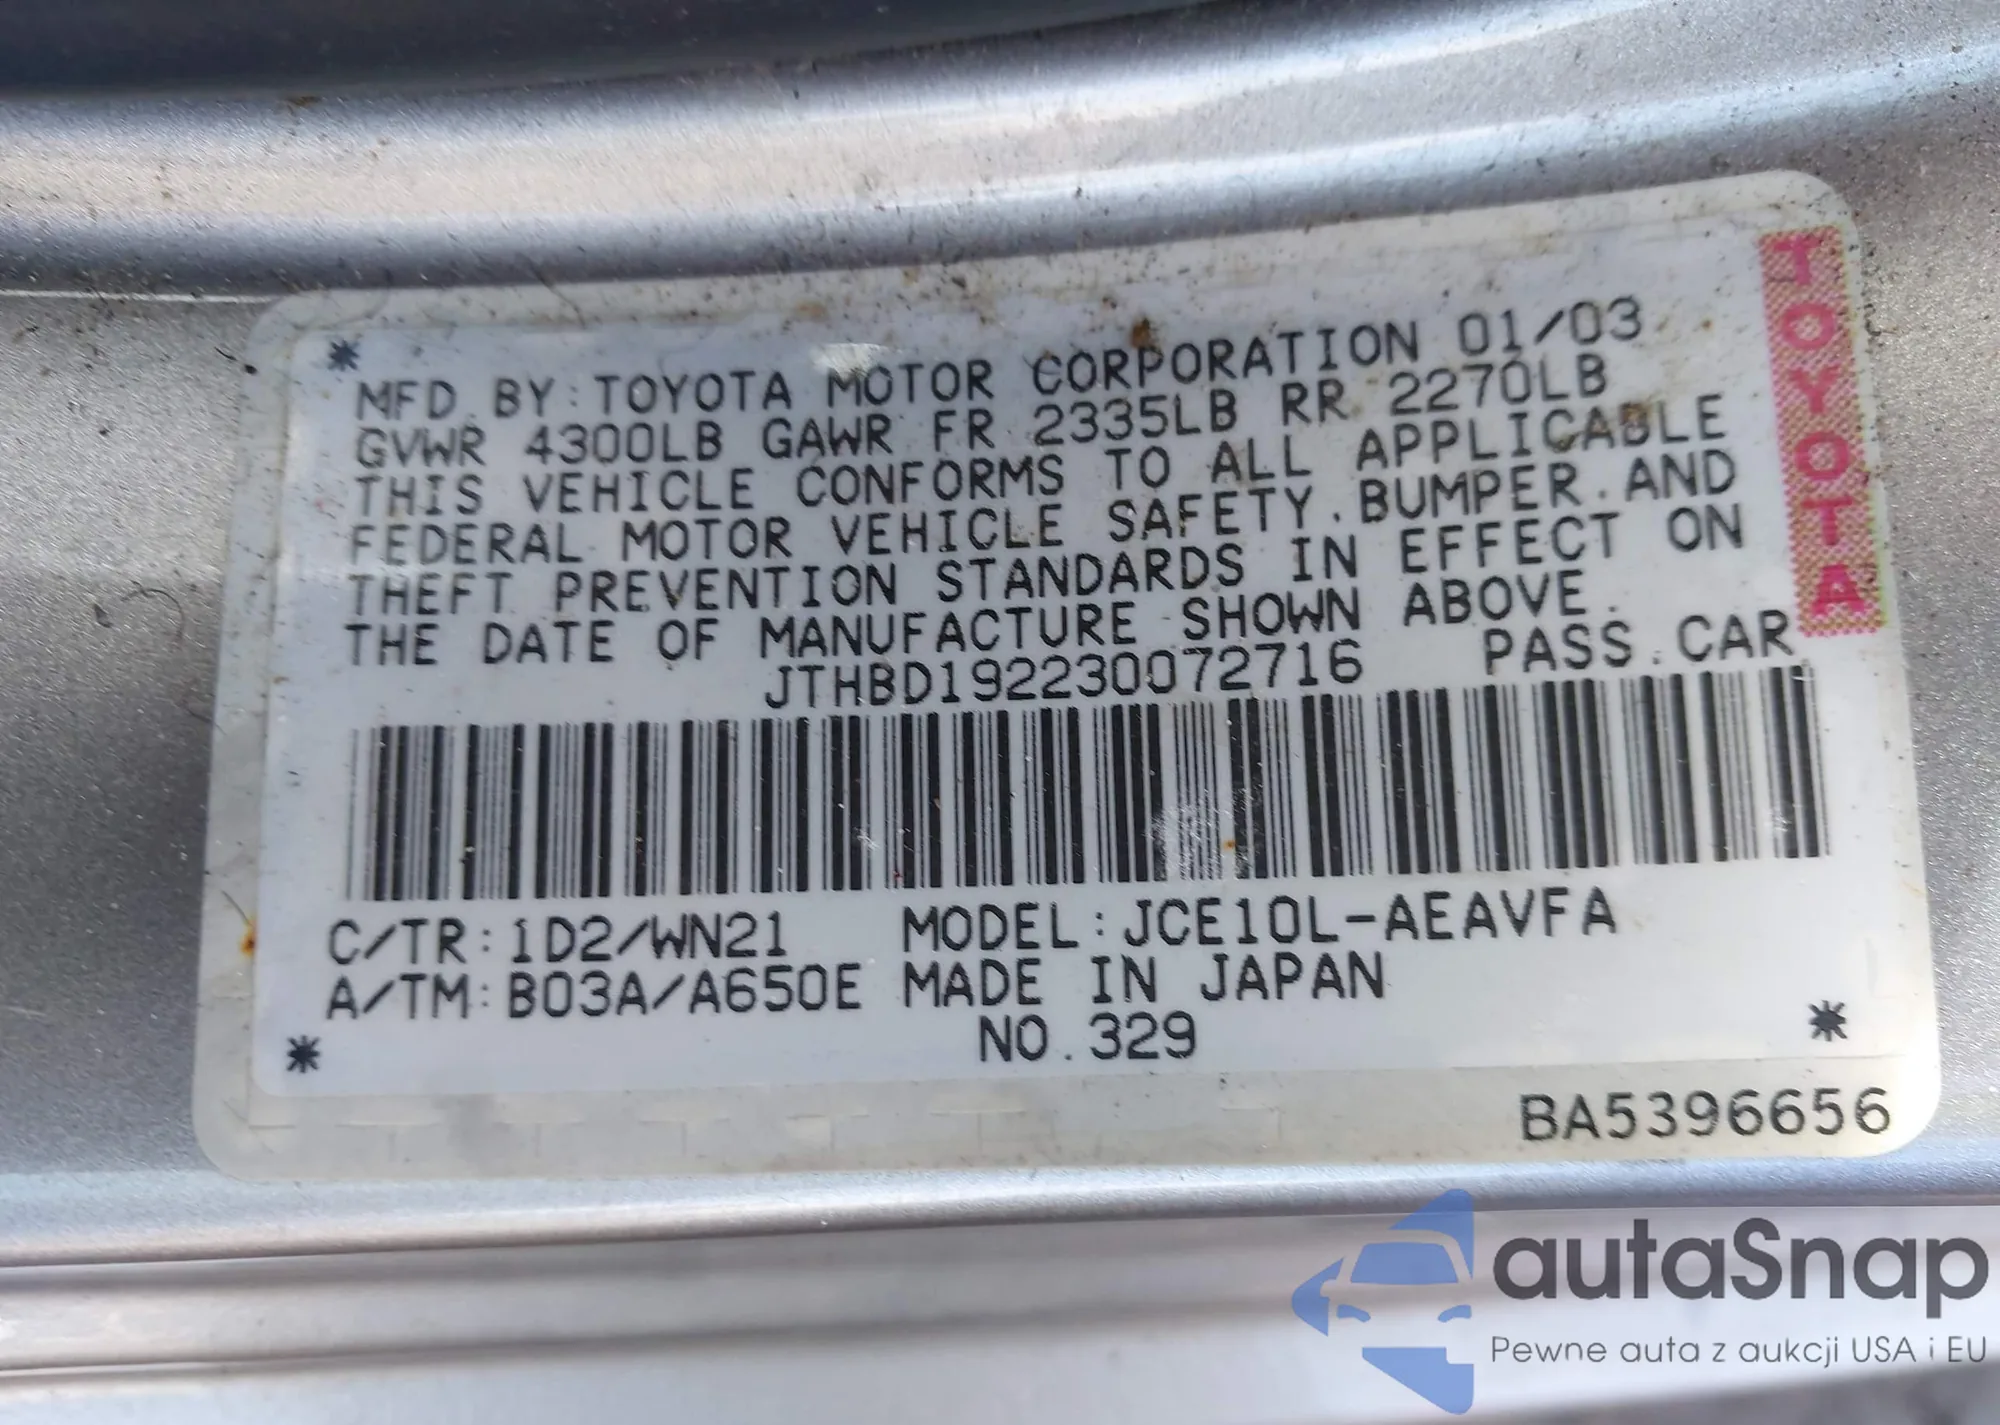 MFD. BY: TOYOTA MOTOR CORPORATION 01/03
GVWR 4300LB GAWR FR 2335LB RR 2270LB
THIS VEHICLE CONFORMS TO ALL APPLICABLE
FEDERAL MOTOR VEHICLE SAFETY. BUMPER. AND
THEFT PREVENTION STANDARDS IN EFFECT ON
THE DATE OF MANUFACTURE SHOWN ABOVE.
JTHBD192230072716 PASS. CAR
C/TR: 1D2/WN21 MODEL: JCE10L-AEAVFA
A/TM: B03A/A650E MADE IN JAPAN
NO. 329
BA5396656
TOYOTA
autaSnap
Pewne auta z aukcji USA i EU